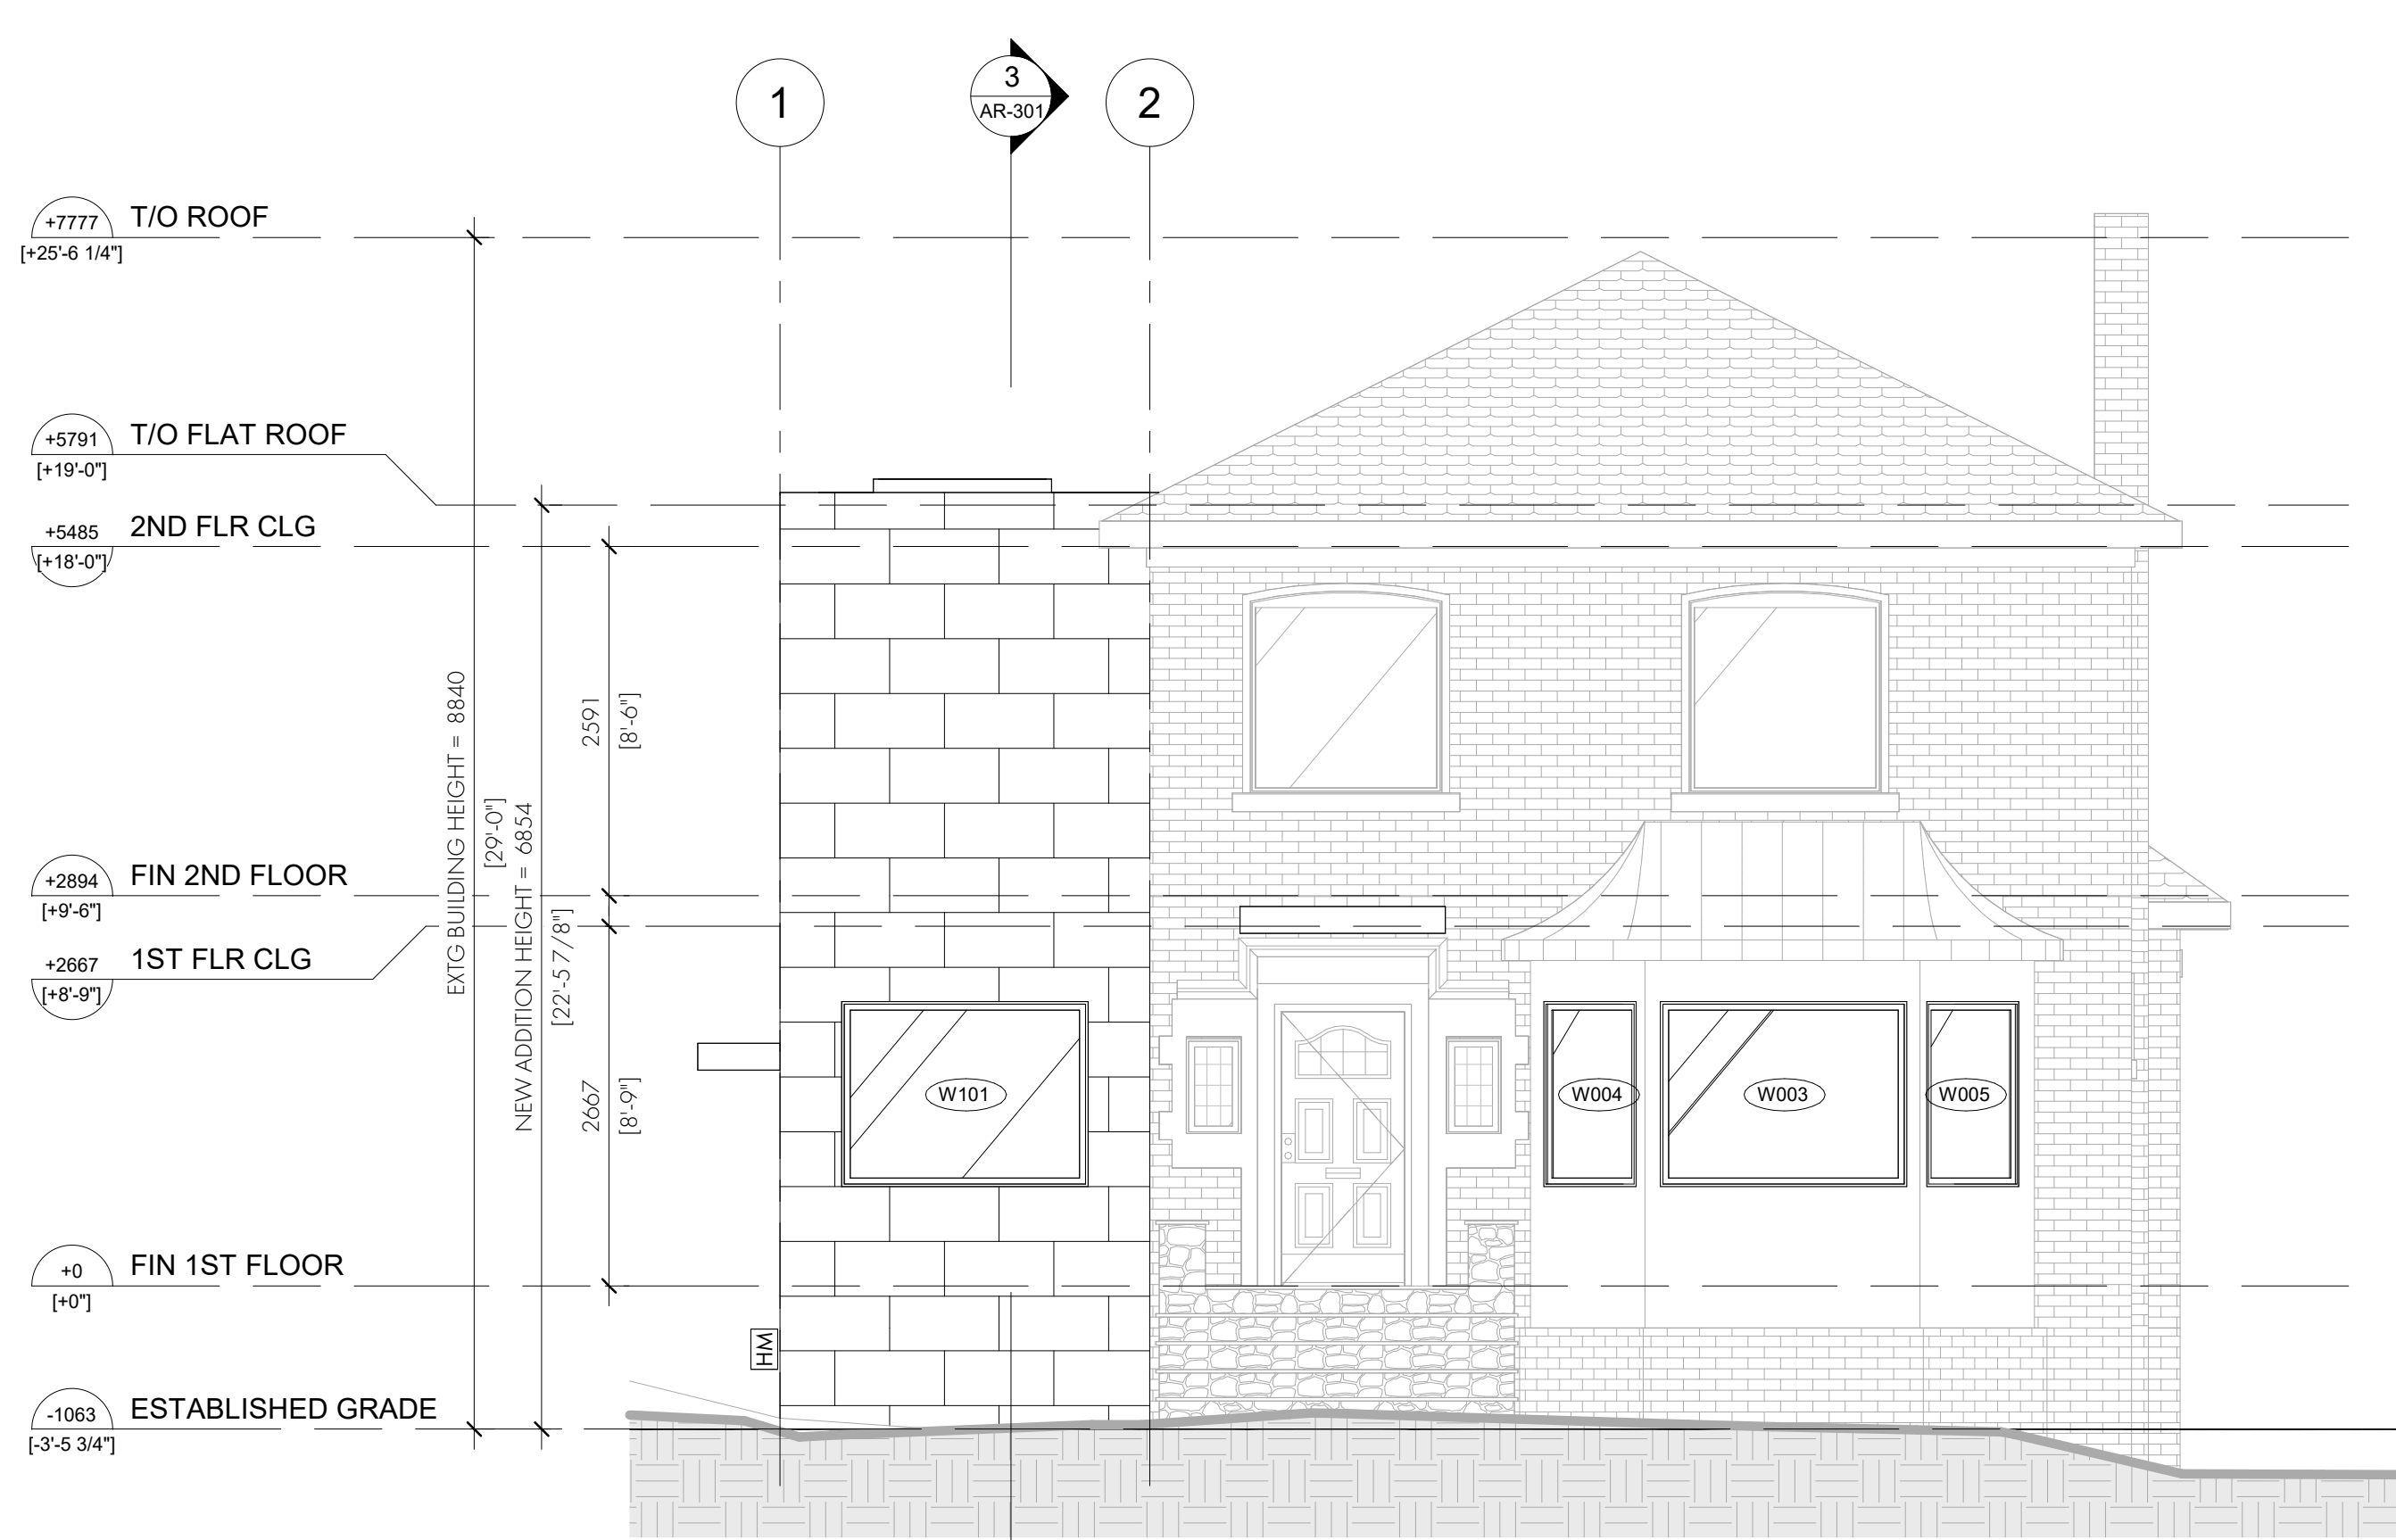 1
3
AR-301
2
+7777
T/O ROOF
[+25'-6 1/4"]
+5791
T/O FLAT ROOF
[+19'-0"]
+5485
2ND FLR CLG
[+18'-0"]
EXTG BUILDING HEIGHT = 8840
[29'-0"]
NEW ADDITION HEIGHT = 6854
[22'-5 7/8"]
2591
[8'-6"]
+2894
FIN 2ND FLOOR
[+9'-6"]
+2667
1ST FLR CLG
[+8'-9"]
2667
[8'-9"]
W101
W004
W003
W005
+0
FIN 1ST FLOOR
[+0"]
HM
-1063
ESTABLISHED GRADE
[-3'-5 3/4"]